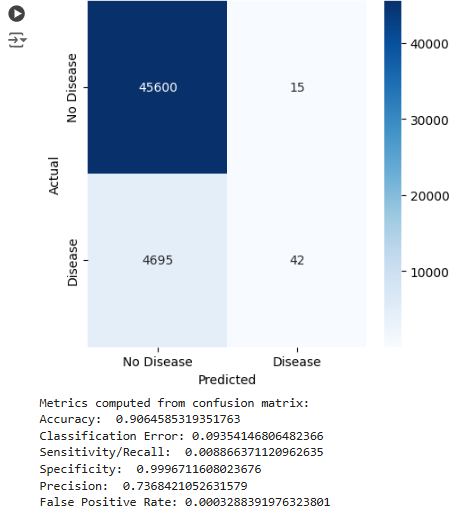 No Disease
45600
15
Actual
Disease
4695
42
No Disease
Disease
Predicted
40000
30000
20000
10000
Metrics computed from confusion matrix:
Accuracy:  0.9064585319351763
Classification Error: 0.09354146806482366
Sensitivity/Recall:  0.008866371120962635
Specificity:  0.9996711608023676
Precision:  0.7368421052631579
False Positive Rate: 0.0003288391976323801